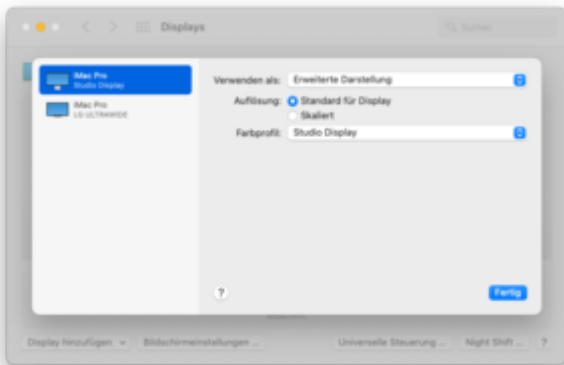 Displays
Suchen
iMac Pro
Studio Display
iMac Pro
LG ULTRAWIDE
Verwenden als: Erweiterte Darstellung
Auflösung: Standard für Display
Skaliert
Farbprofil: Studio Display
?
Fertig
Display hinzufügen
Bildschirmeinstellungen ...
Universelle Steuerung ...
Night Shift ...
?